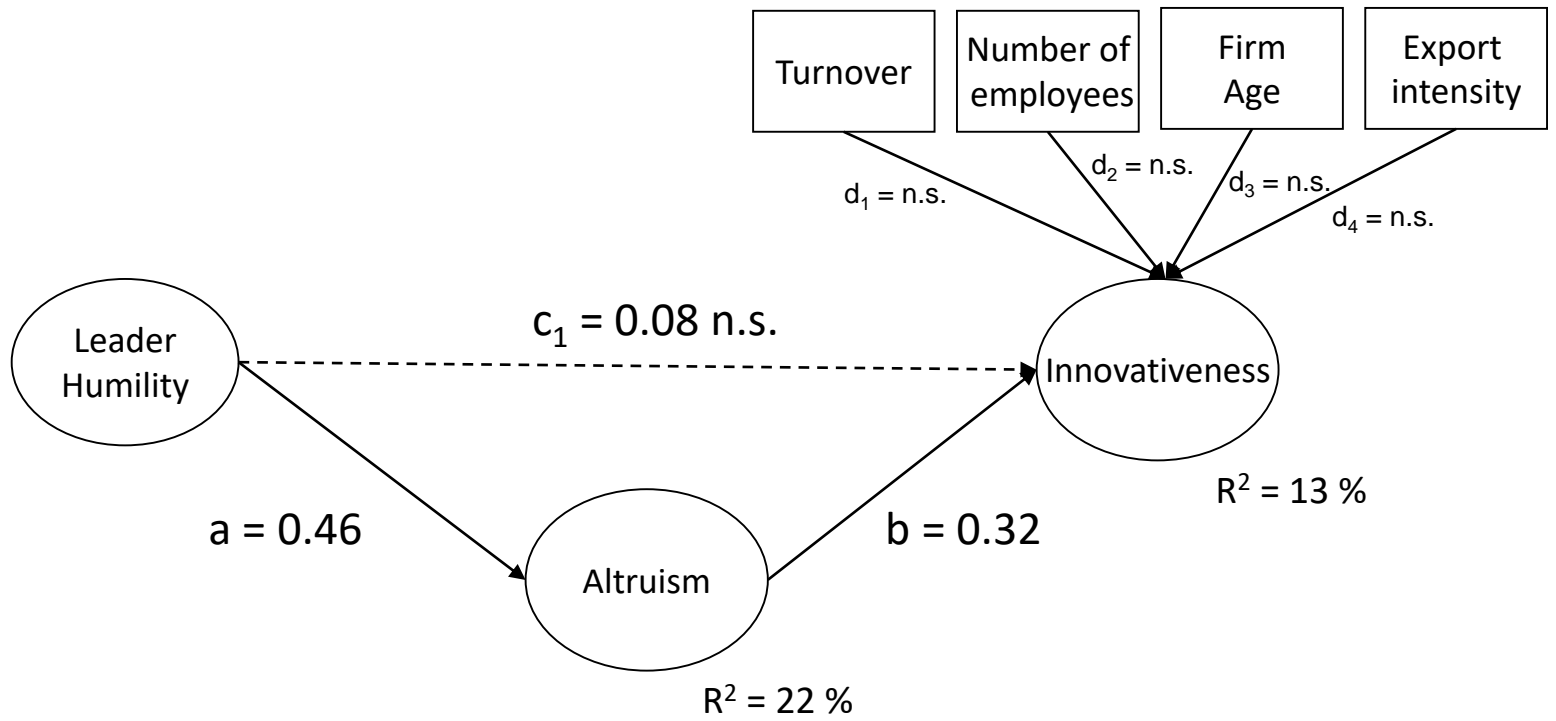 Turnover
Number of
employees
Firm
Age
Export
intensity
d₁ = n.s.
d₂ = n.s.
d₃ = n.s.
d₄ = n.s.
Leader
Humility
c₁ = 0.08 n.s.
Innovativeness
R² = 13 %
a = 0.46
b = 0.32
Altruism
R² = 22 %